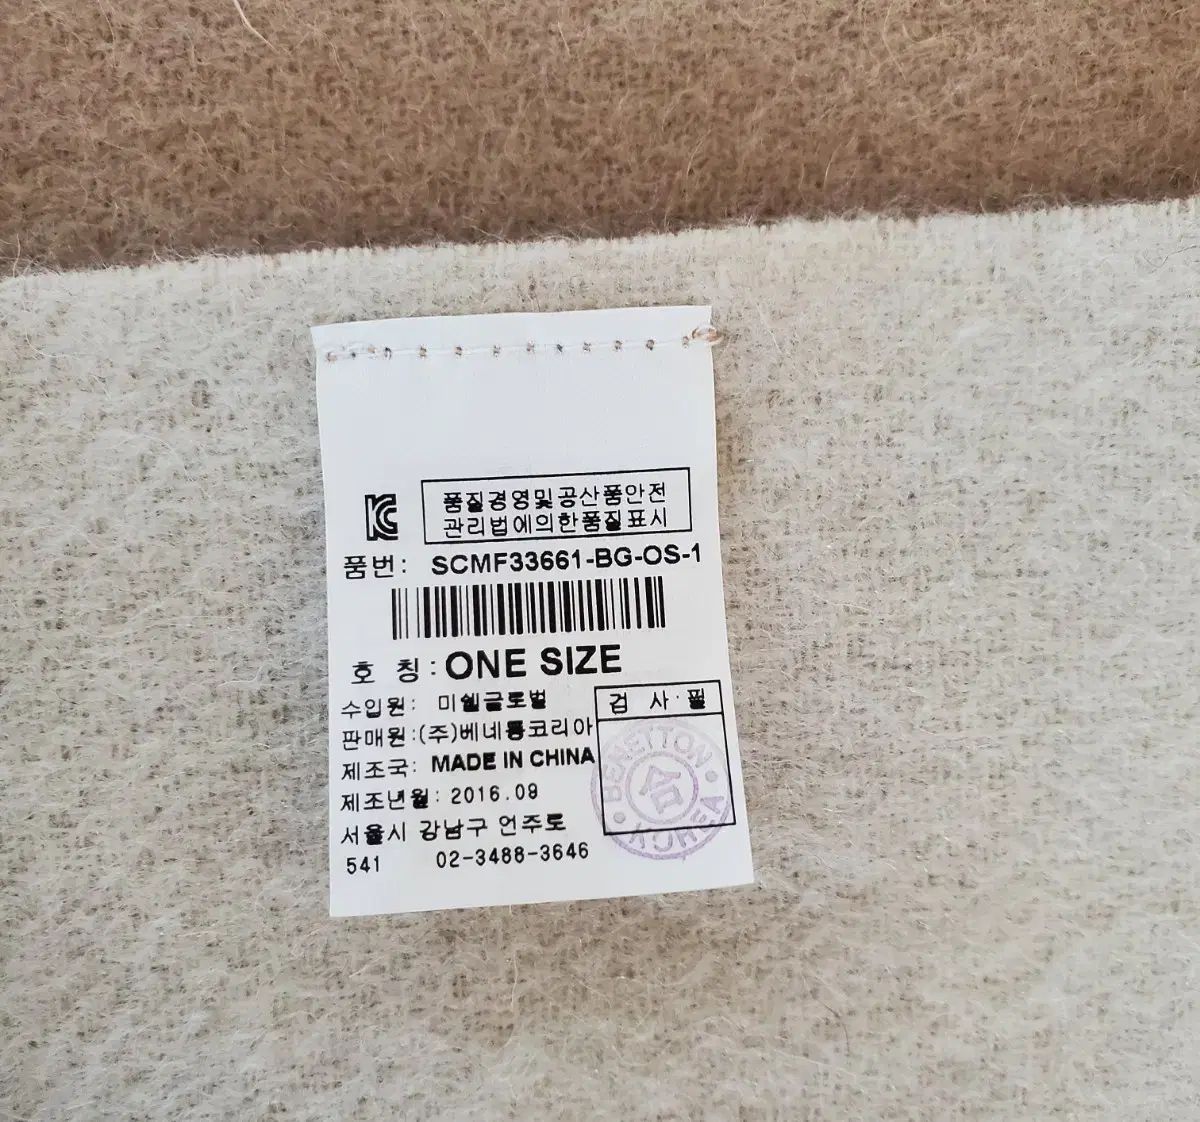 KC
품질경영및공산품안전
관리법에의한품질표시
품번: SCMF33661-BG-OS-1
호 칭: ONE SIZE
수입원: 미쉘글로벌
검 사·필
판매원:(주)베네통코리아
제조국: MADE IN CHINA
제조년월: 2016.09
서울시 강남구 언주로
541 02-3488-3646
BENETTON
合
KOREA